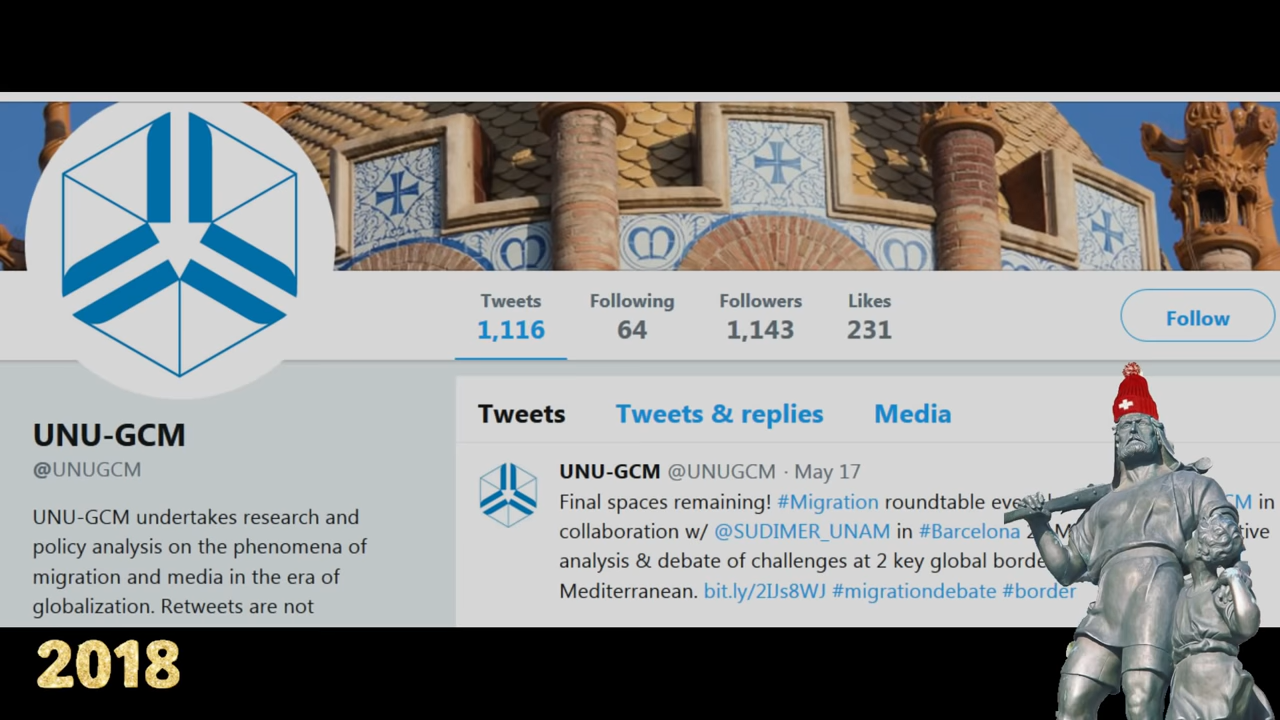 Tweets Following Followers Likes
1,116 64 1,143 231
Follow
UNU-GCM
@UNUGCM
UNU-GCM undertakes research and
policy analysis on the phenomena of
migration and media in the era of
globalization. Retweets are not
Tweets Tweets & replies Media
UNU-GCM @UNUGCM · May 17
Final spaces remaining! #Migration roundtable in
collaboration w/ @SUDIMER_UNAM in #Barcelona
analysis & debate of challenges at 2 key global
Mediterranean. bit.ly/2IJs8WJ #migrationdebate #border
2018